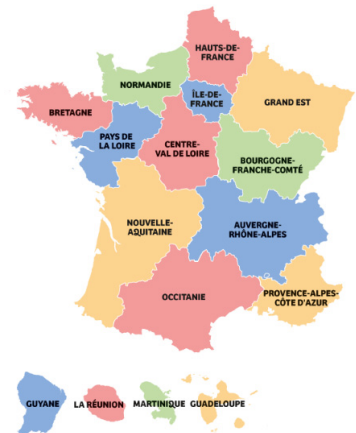 HAUTS-DE-
FRANCE
NORMANDIE
ÎLE-DE-
FRANCE
GRAND EST
BRETAGNE
PAYS DE
LA LOIRE
CENTRE-
VAL DE LOIRE
BOURGOGNE-
FRANCHE-COMTÉ
NOUVELLE-
AQUITAINE
AUVERGNE-
RHÔNE-ALPES
OCCITANIE
PROVENCE-ALPES-
CÔTE D'AZUR
GUYANE LA RÉUNION MARTINIQUE GUADELOUPE